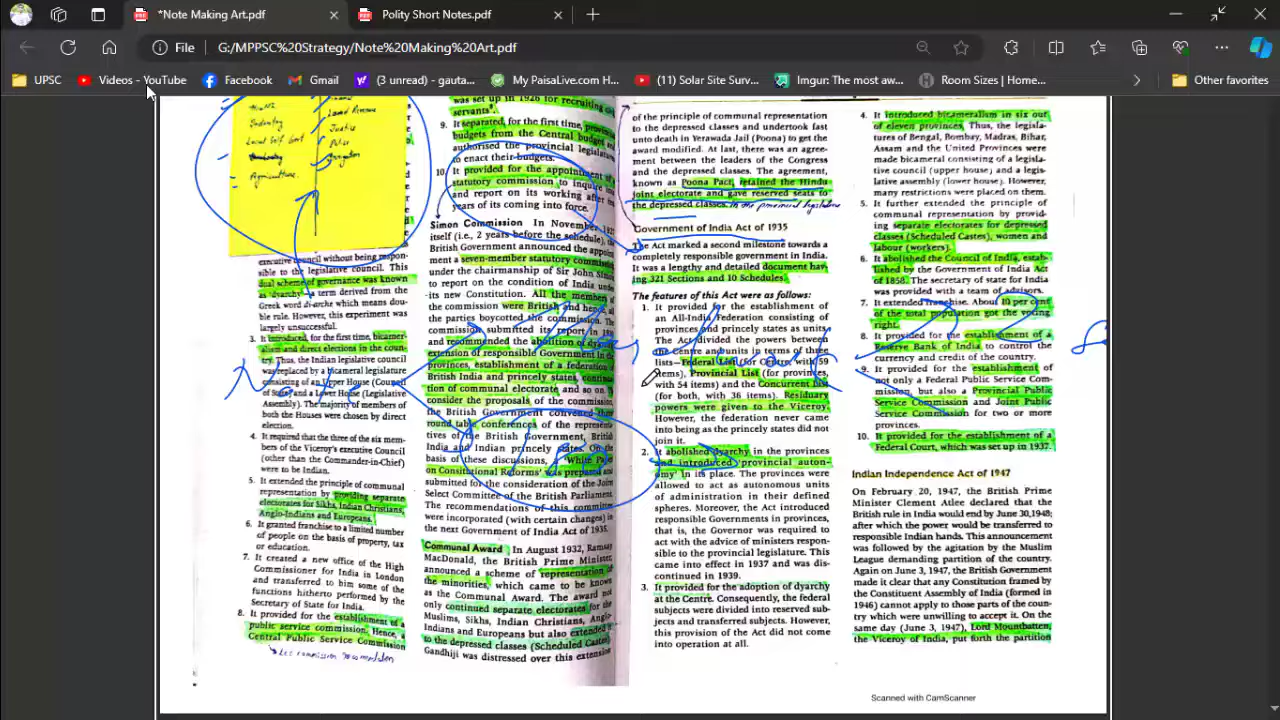 *Note Making Art.pdf
Polity Short Notes.pdf
File
G:/MPPSC%20Strategy/Note%20Making%20Art.pdf
UPSC
Videos - YouTube
Facebook
Gmail
(3 unread) - gauta...
My PaisaLive.com H...
(11) Solar Site Surv...
Imgur: The most aw...
Room Sizes | Home...
Other favorites
Industry
Local Self Govt
Agriculture.
Land Revenue
Justice
Police
Irrigation
executive council without being respon-
sible to the legislative council. This
dual scheme of governance was known
as 'dyarchy'—a term derived from the
Greek word di-arche which means dou-
ble rule. However, this experiment was
largely unsuccessful.
3. It introduced, for the first time, bicamer-
alism and direct elections in the coun-
try. Thus, the Indian legislative council
was replaced by a bicameral legislature
consisting of an Upper House (Council
of State) and a Lower House (Legislative
Assembly). The majority of members of
both the Houses were chosen by direct
election.
4. It required that the three of the six mem-
bers of the Viceroy's executive Council
(other than the Commander-in-Chief)
were to be Indian.
5. It extended the principle of communal
representation by providing separate
electorates for Sikhs, Indian Christians,
Anglo-Indians and Europeans.
6. It granted franchise to a limited number
of people on the basis of property, tax
or education.
7. It created a new office of the High
Commissioner for India in London
and transferred to him some of the
functions hitherto performed by the
Secretary of State for India.
8. It provided for the establishment of a
public service commission. Hence, a
Central Public Service Commission
Lee commission recommendation
was set up in 1926 for recruiting
servants
9. It separated, for the first time, provincial
budgets from the Central budget and
authorised the provincial legislatures
to enact their budgets.
10. It provided for the appointment of
statutory commission to inquire
and report on its working after
years of its coming into force.
Simon Commission In November
itself (i.e., 2 years before the schedule), the
British Government announced the
ment a seven-member statutory commission
under the chairmanship of Sir John
to report on the condition of India under
its new Constitution. All the members
the commission were British and hence,
the parties boycotted the commission.
commission submitted its report in
and recommended the abolition of dyarchy
extension of responsible Government in
provinces, establishment of a federation
British India and princely states,
tion of communal electorate and so on.
consider the proposals of the commission,
the British Government convened
round table conferences of the
tives of the British Government, British
India and Indian princely states. On the
basis of these discussions, a 'White
on Consitutional Reforms' was prepared and
submitted for the consideration of the Joint
Select Committee of the British Parliament.
The recommendations of this committee
were incorporated (with certain changes) in
the next Government of India Act of 1935.
Communal Award In August 1932, Ramsay
MacDonald, the British Prime Minister,
announced a scheme of representation of
the minorities, which came to be known
as the Communal Award. The award not
only continued separate electorates for the
Muslims, Sikhs, Indian Christians, Anglo-
Indians and Europeans but also extended
to the depressed classes (Scheduled Castes)
Gandhiji was distressed over this extension
of the principle of communal representation
to the depressed classes and undertook fast
unto death in Yerawada Jail (Poona) to get the
award modified. At last, there was an agree-
ment between the leaders of the Congress
and the depressed classes. The agreement,
known as Poona Pact, retained the Hindu
joint electorate and gave reserved seats to
the depressed classes. in the provincial legislature
Government of India Act of 1935
The Act marked a second milestone towards a
completely responsible government in India.
It was a lengthy and detailed document hav-
ing 321 Sections and 10 Schedules.
The features of this Act were as follows:
1. It provided for the establishment of
an All-India Federation consisting of
provinces and princely states as units.
The Act divided the powers between
the Centre and units in terms of three
lists—Federal List (for Centre, with 59
items), Provincial List (for provinces,
with 54 items) and the Concurrent List
(for both, with 36 items). Residuary
powers were given to the Viceroy.
However, the federation never came
into being as the princely states did not
join it.
2. It abolished dyarchy in the provinces
and introduced 'provincial auton-
omy' in its place. The provinces were
allowed to act as autonomous units
of administration in their defined
spheres. Moreover, the Act introduced
responsible Governments in provinces,
that is, the Governor was required to
act with the advice of ministers respon-
sible to the provincial legislature. This
came into effect in 1937 and was dis-
continued in 1939.
3. It provided for the adoption of dyarchy
at the Centre. Consequently, the federal
subjects were divided into reserved sub-
jects and transferred subjects. However,
this provision of the Act did not come
into operation at all.
4. It introduced bicameralism in six out
of eleven provinces. Thus, the legisla-
tures of Bengal, Bombay, Madras, Bihar,
Assam and the United Provinces were
made bicameral consisting of a legisla-
tive council (upper house) and a leg-
islative assembly (lower house). However,
many restrictions were placed on them.
5. It further extended the principle of
communal representation by provid-
ing separate electorates for depressed
classes (Scheduled Castes), women and
labour (workers).
6. It abolished the Council of India, estab-
lished by the Government of India Act
of 1858. The secretary of state for India
was provided with a team of advisors.
7. It extended franchise. About 10 per cent
of the total population got the voting
right.
8. It provided for the establishment of a
Reserve Bank of India to control the
currency and credit of the country.
9. It provided for the establishment of
not only a Federal Public Service Com-
mission, but also a Provincial Public
Service Commission and Joint Public
Service Commission for two or more
provinces.
10. It provided for the establishment of a
Federal Court, which was set up in 1937.
Indian Independence Act of 1947
On February 20, 1947, the British Prime
Minister Clement Atlee declared that the
British rule in India would end by June 30,1948;
after which the power would be transferred to
responsible Indian hands. This announcement
was followed by the agitation by the Muslim
League demanding partition of the country.
Again on June 3, 1947, the British Government
made it clear that any Constitution framed by
the Constituent Assembly of India (formed in
1946) cannot apply to those parts of the coun-
try which were unwilling to accept it. On the
same day (June 3, 1947), Lord Mountbatten,
the Viceroy of India, put forth the partition
Scanned with CamScanner